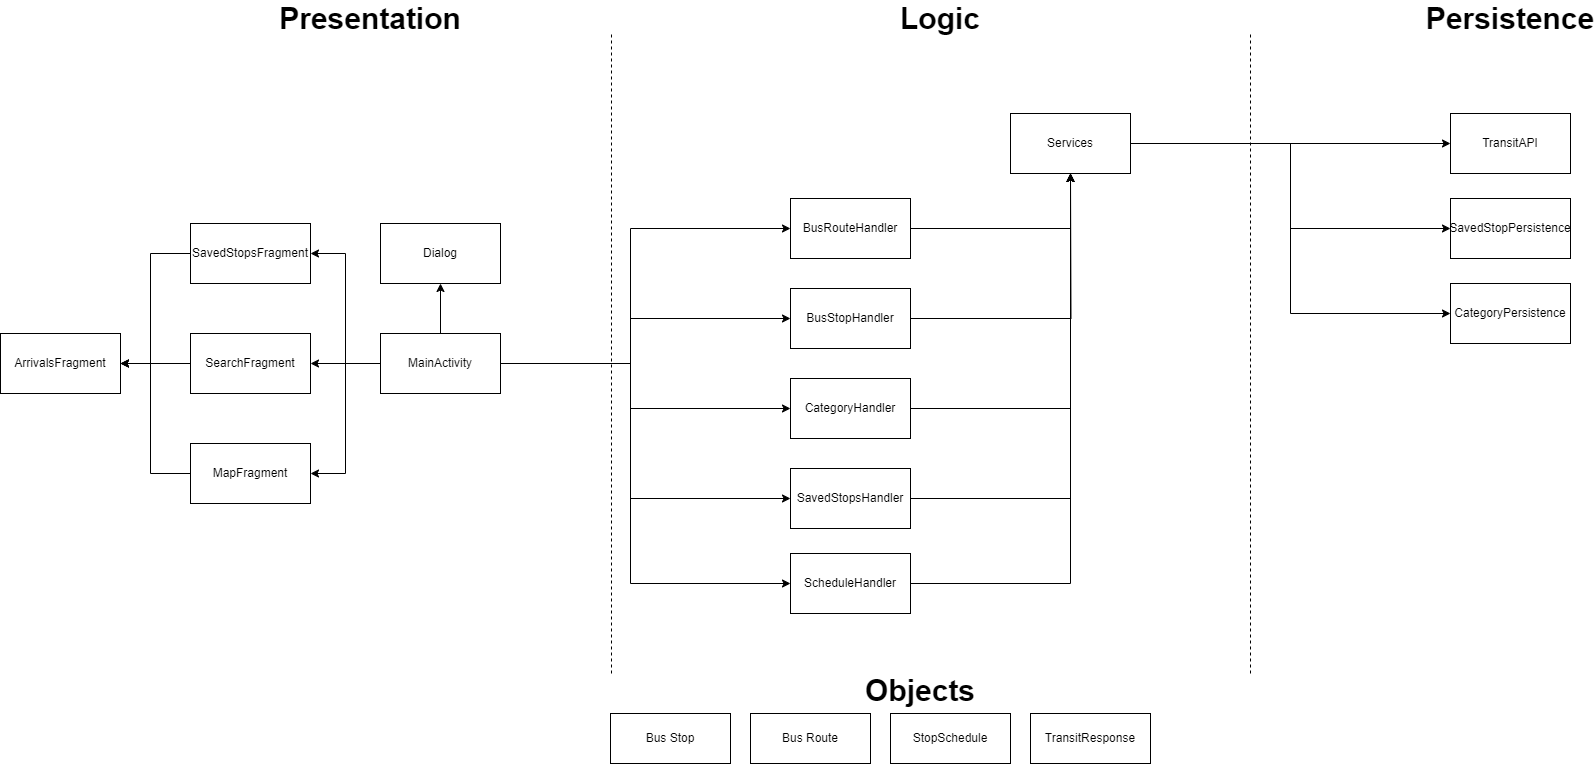 Presentation
Logic
Persistence
Services
TransitAPI
BusRouteHandler
SavedStopPersistence
SavedStopsFragment
Dialog
BusStopHandler
CategoryPersistence
ArrivalsFragment
SearchFragment
MainActivity
CategoryHandler
MapFragment
SavedStopsHandler
ScheduleHandler
Objects
Bus Stop
Bus Route
StopSchedule
TransitResponse